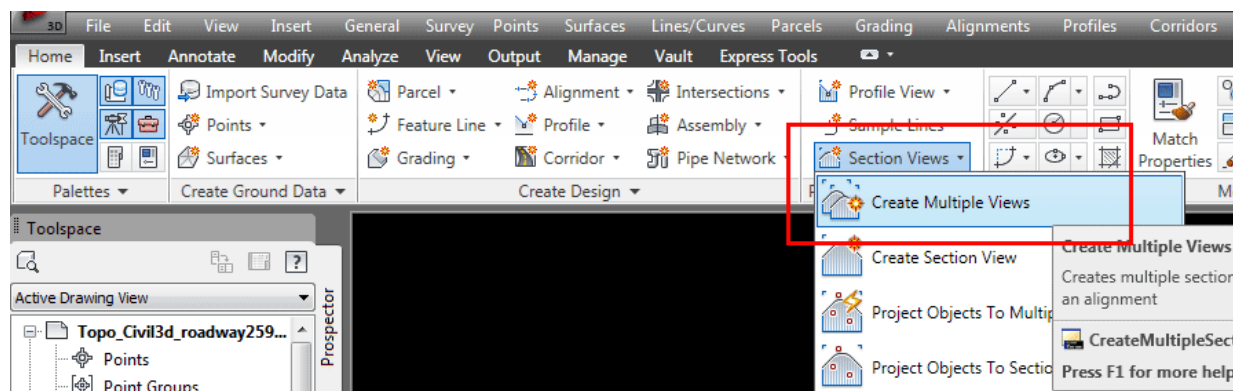 3D File Edit View Insert General Survey Points Surfaces Lines/Curves Parcels Grading Alignments Profiles Corridors
Home Insert Annotate Modify Analyze View Output Manage Vault Express Tools
Import Survey Data Parcel Alignment Intersections Profile View
Toolspace Points Feature Line Profile Assembly Sample Lines Match Properties
Surfaces Grading Corridor Pipe Network Section Views
Palettes Create Ground Data Create Design
Create Multiple Views
Toolspace
Create Multiple Views
Create Section View
Creates multiple section
an alignment
Active Drawing View
Prospector
Project Objects To
Topo_Civil3d_roadway259...
CreateMultipleSect
Points
Project Objects To
Press F1 for more help
Point Groups